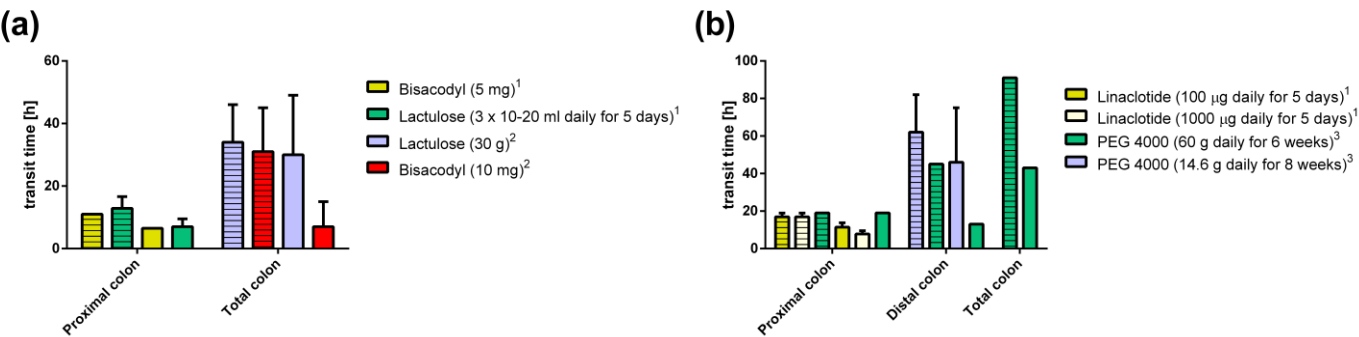 (a)
60
40
20
0
transit time [h]
Proximal colon
Total colon
Bisacodyl (5 mg)1
Lactulose (3 x 10-20 ml daily for 5 days)1
Lactulose (30 g)2
Bisacodyl (10 mg)2
(b)
100
80
60
40
20
0
transit time [h]
Proximal colon
Distal colon
Total colon
Linaclotide (100 µg daily for 5 days)1
Linaclotide (1000 µg daily for 5 days)1
PEG 4000 (60 g daily for 6 weeks)3
PEG 4000 (14.6 g daily for 8 weeks)3